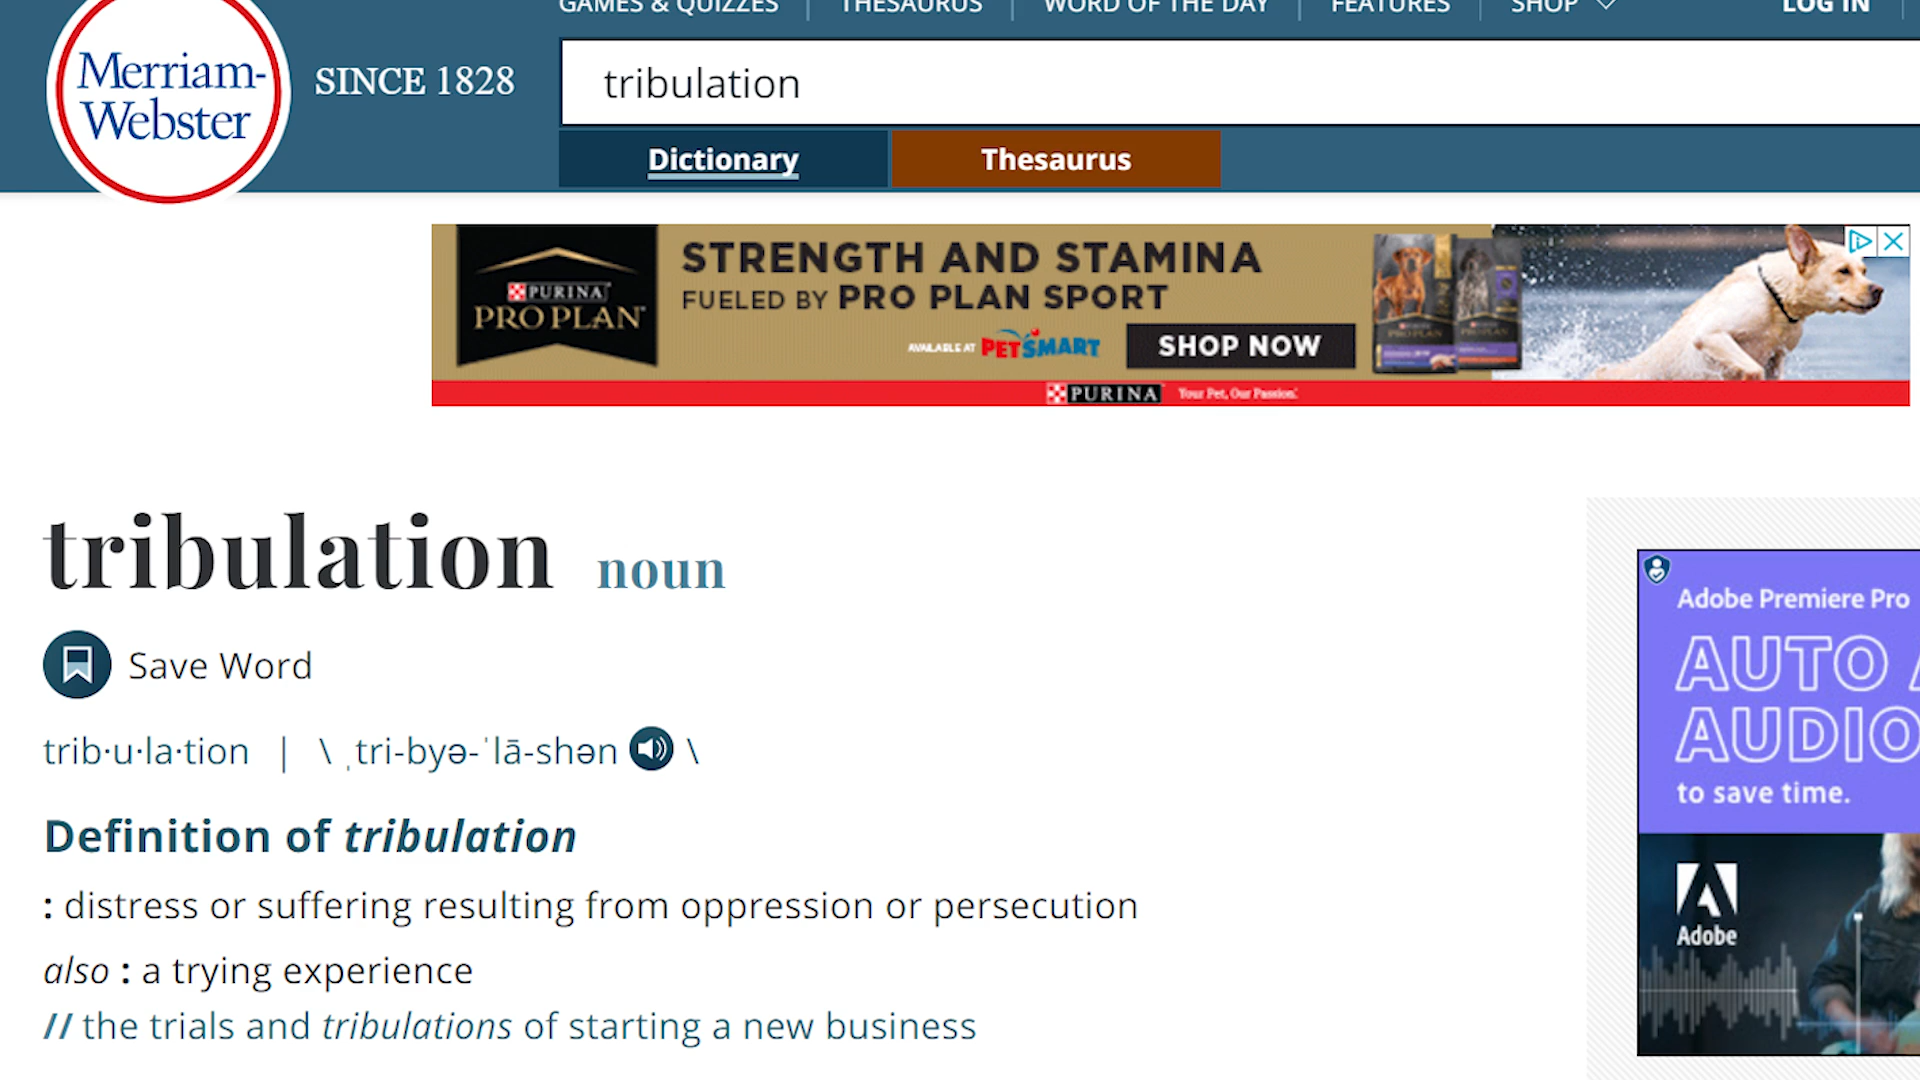 GAMES & QUIZZES THESAURUS WORD OF THE DAY FEATURES SHOP LOG IN
Merriam-
Webster
SINCE 1828
tribulation
Dictionary Thesaurus
PURINA
PRO PLAN
STRENGTH AND STAMINA
FUELED BY PRO PLAN SPORT
AVAILABLE AT PETSMART
SHOP NOW
PURINA Your Pet, Our Passion.
tribulation noun
Save Word
trib·u·la·tion | \ ˌtri-byə-ˈlā-shən \
Definition of tribulation
: distress or suffering resulting from oppression or persecution
also : a trying experience
// the trials and tribulations of starting a new business
Adobe Premiere Pro
AUTO
AUDIO
to save time.
Adobe